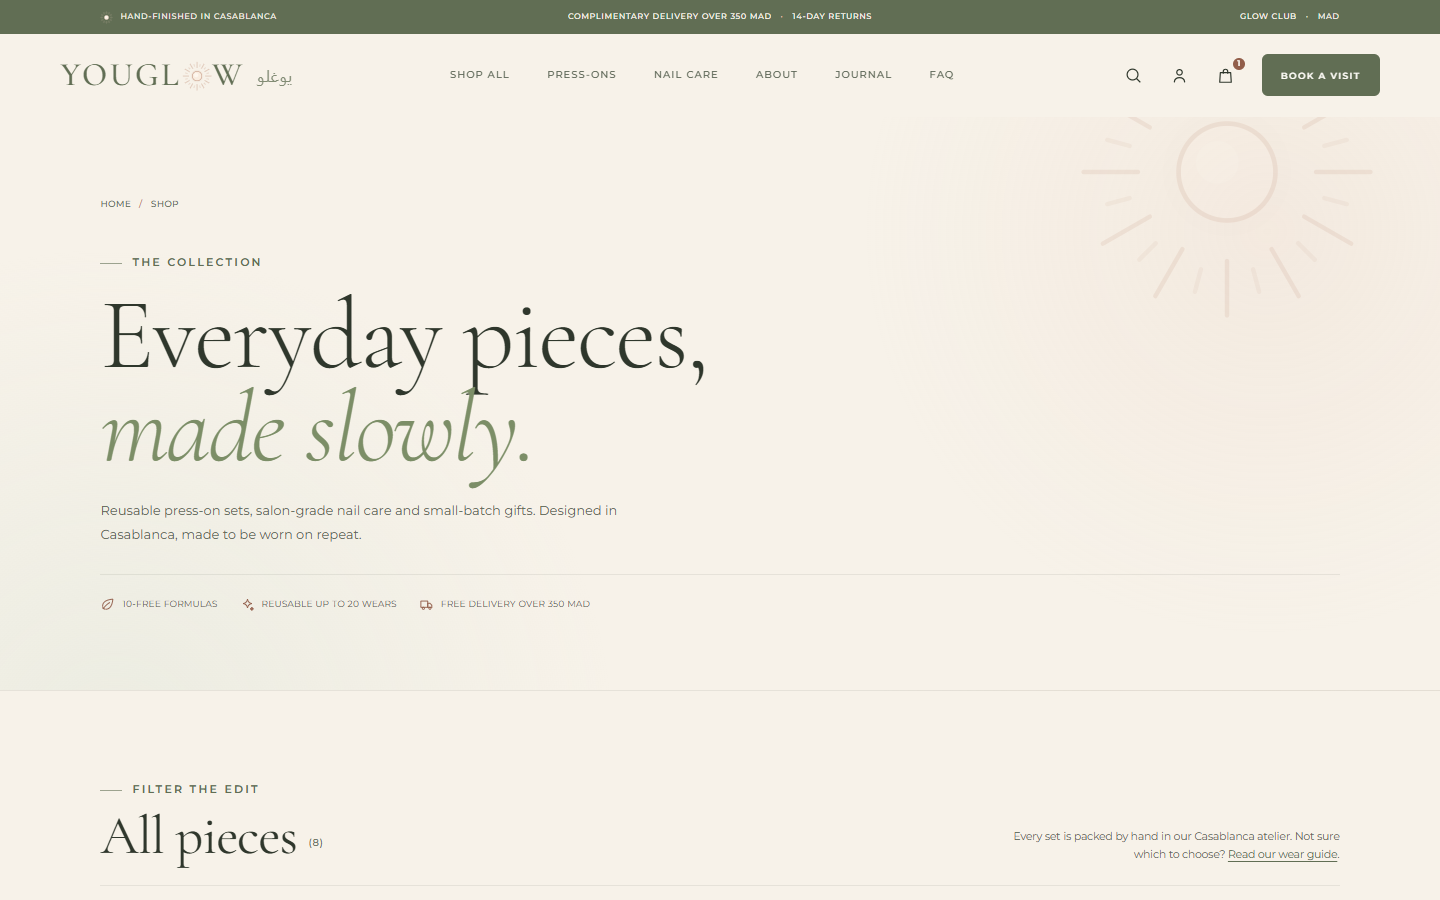 HAND-FINISHED IN CASABLANCA
COMPLIMENTARY DELIVERY OVER 350 MAD · 14-DAY RETURNS
GLOW CLUB · MAD
YOUGLOW يوغلو
SHOP ALL PRESS-ONS NAIL CARE ABOUT JOURNAL FAQ
1
BOOK A VISIT
HOME / SHOP
THE COLLECTION
Everyday pieces,
made slowly.
Reusable press-on sets, salon-grade nail care and small-batch gifts. Designed in
Casablanca, made to be worn on repeat.
10-FREE FORMULAS
REUSABLE UP TO 20 WEARS
FREE DELIVERY OVER 350 MAD
FILTER THE EDIT
All pieces (8)
Every set is packed by hand in our Casablanca atelier. Not sure
which to choose? Read our wear guide.